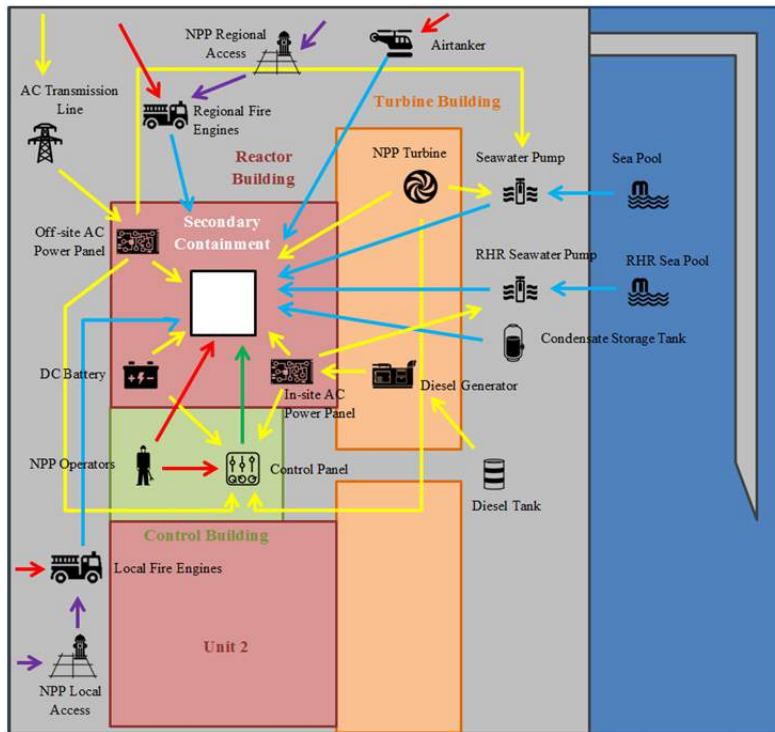 NPP Regional
Access
Airtanker
AC Transmission
Line
Regional Fire
Engines
Turbine Building
Reactor
Building
NPP Turbine
Seawater Pump
Sea Pool
Secondary
Containment
Off-site AC
Power Panel
RHR Seawater Pump
RHR Sea Pool
Condensate Storage Tank
DC Battery
In-site AC
Power Panel
Diesel Generator
NPP Operators
Control Panel
Diesel Tank
Control Building
Local Fire Engines
Unit 2
NPP Local
Access